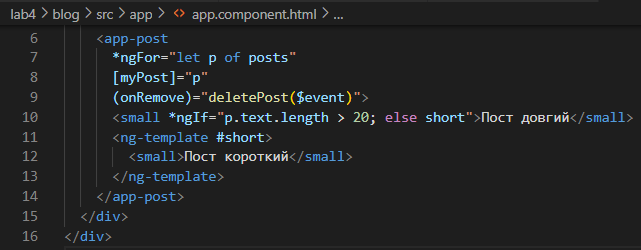 lab4 > blog > src > app > <> app.component.html > ...
6 <app-post
7 *ngFor="let p of posts"
8 [myPost]="p"
9 (onRemove)="deletePost($event)">
10 <small *ngIf="p.text.length > 20; else short">Пост довгий</small>
11 <ng-template #short>
12 <small>Пост короткий</small>
13 </ng-template>
14 </app-post>
15 </div>
16 </div>